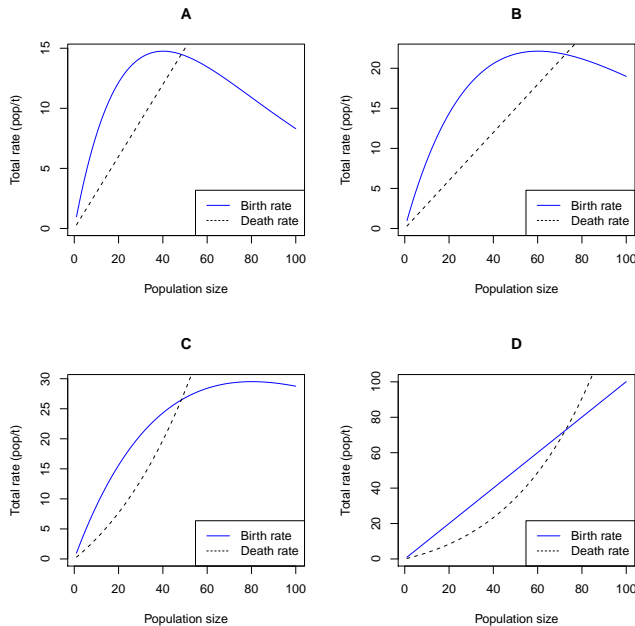 A
Total rate (pop/t)
15
10
5
0
0 20 40 60 80 100
Population size
Birth rate
Death rate
B
Total rate (pop/t)
20
15
10
5
0
0 20 40 60 80 100
Population size
Birth rate
Death rate
C
Total rate (pop/t)
30
25
20
15
10
5
0
0 20 40 60 80 100
Population size
Birth rate
Death rate
D
Total rate (pop/t)
100
80
60
40
20
0
0 20 40 60 80 100
Population size
Birth rate
Death rate